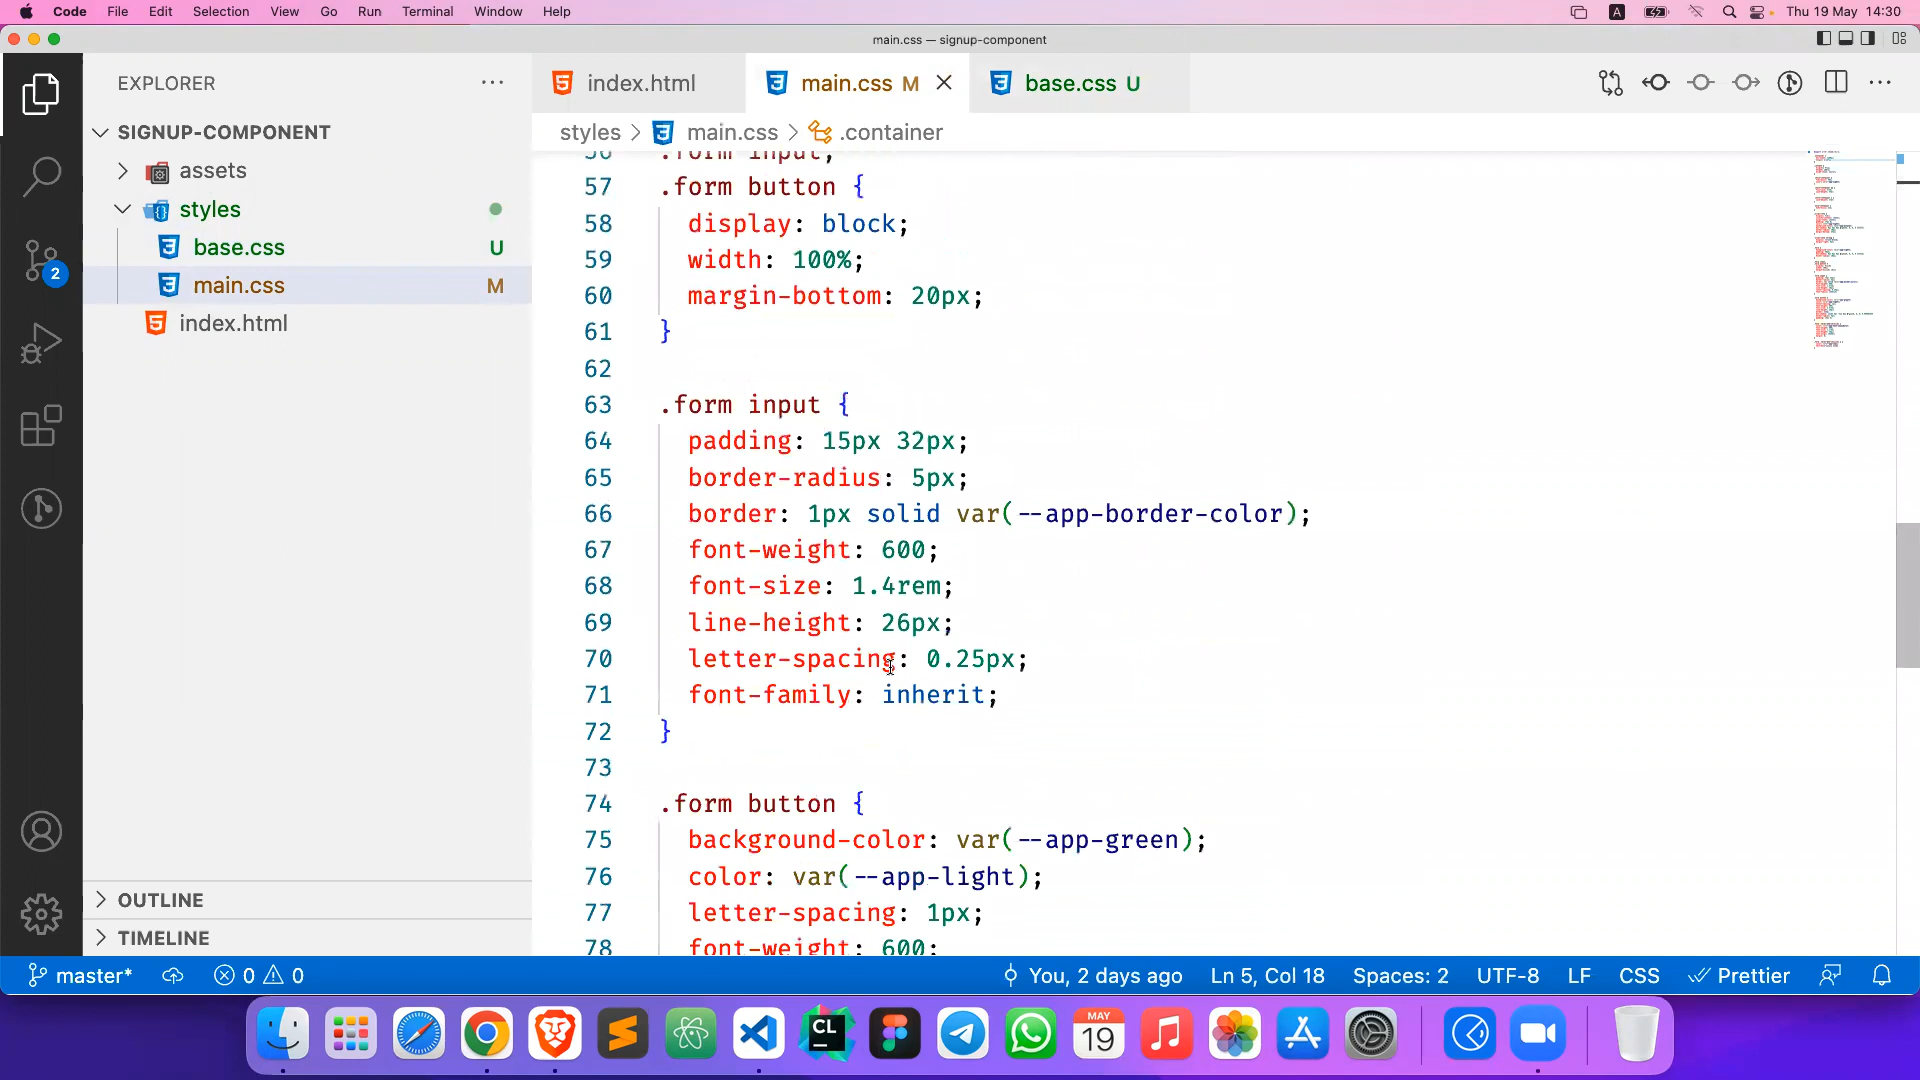 Code File Edit Selection View Go Run Terminal Window Help A Thu 19 May 14:30
main.css — signup-component
EXPLORER
index.html
main.css M
base.css U
styles > main.css > .container
SIGNUP-COMPONENT
assets
styles
base.css U
main.css M
index.html
OUTLINE
TIMELINE
2
56 .form input,
57 .form button {
58 display: block;
59 width: 100%;
60 margin-bottom: 20px;
61 }
62
63 .form input {
64 padding: 15px 32px;
65 border-radius: 5px;
66 border: 1px solid var(--app-border-color);
67 font-weight: 600;
68 font-size: 1.4rem;
69 line-height: 26px;
70 letter-spacing: 0.25px;
71 font-family: inherit;
72 }
73
74 .form button {
75 background-color: var(--app-green);
76 color: var(--app-light);
77 letter-spacing: 1px;
78 font-weight: 600;
master* 0 0 You, 2 days ago Ln 5, Col 18 Spaces: 2 UTF-8 LF CSS Prettier
CL
MAY
19